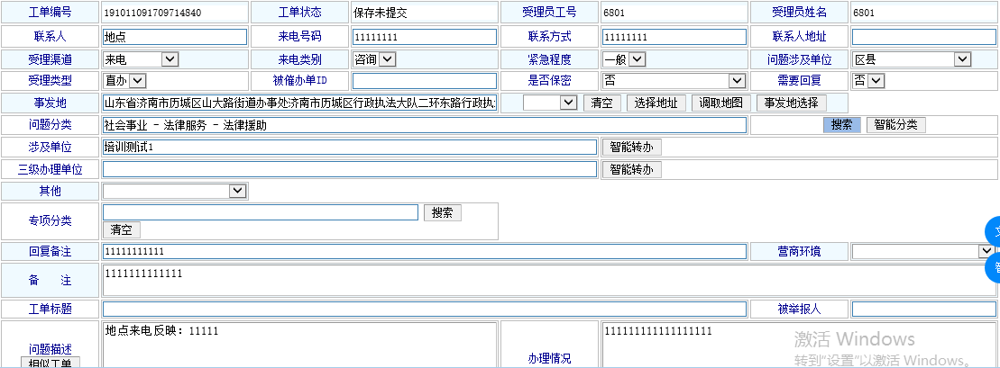 工单编号 191011091709714840 工单状态 保存未提交 受理员工号 6801 受理员姓名 6801
联系人 地点 来电号码 11111111 联系方式 11111111 联系人地址
受理渠道 来电 来电类别 咨询 紧急程度 一般 问题涉及单位 区县
受理类型 直办 被催办单ID 是否保密 否 需要回复 否
事发地 山东省济南市历城区山大路街道办事处济南市历城区行政执法大队二环东路行政执 清空 选择地址 调取地图 事发地选择
问题分类 社会事业 - 法律服务 - 法律援助 搜索 智能分类
涉及单位 培训测试1 智能转办
三级办理单位 智能转办
其他
专项分类 搜索
清空
回复备注 11111111111 营商环境
备 注 1111111111111
工单标题 被举报人
问题描述 地点来电反映：11111 办理情况 111111111111111111
相似工单
激活 Windows
转到"设置"以激活 Windows。